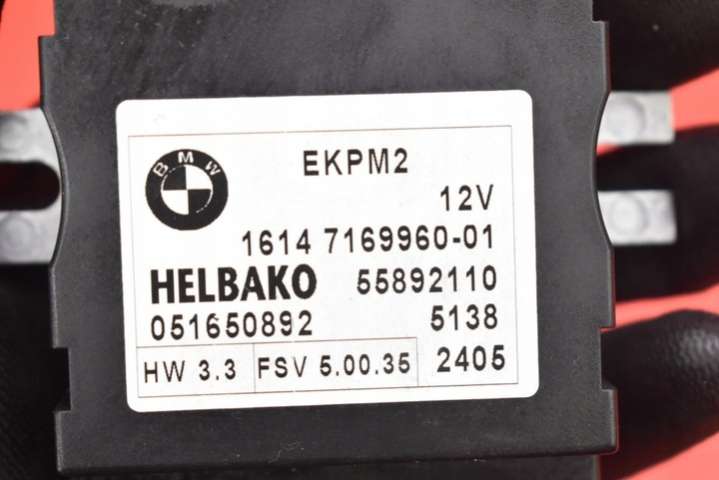 BMW
EKPM2
12V
1614 7169960-01
HELBAKO 55892110
051650892 5138
HW 3.3 FSV 5.00.35 2405